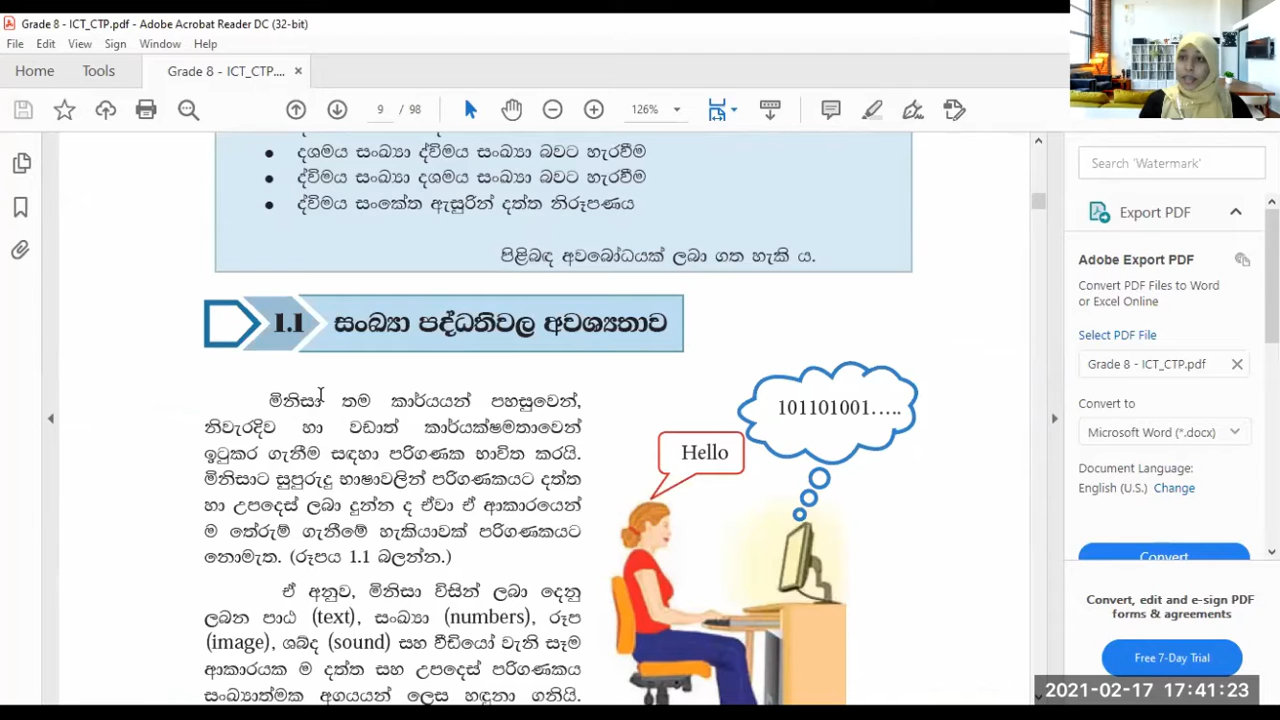 Grade 8 - ICT_CTP.pdf - Adobe Acrobat Reader DC (32-bit)
File Edit View Sign Window Help
Home Tools Grade 8 - ICT_CTP.... ×
9 / 98 126%
Search 'Watermark'
දශමය සංඛ්‍යා ද්විමය සංඛ්‍යා බවට හැරවීම
ද්විමය සංඛ්‍යා දශමය සංඛ්‍යා බවට හැරවීම
ද්විමය සංකේත ඇසුරින් දත්ත නිරූපණය
පිළිබඳ අවබෝධයක් ලබා ගත හැකි ය.
1.1 සංඛ්‍යා පද්ධතිවල අවශ්‍යතාව
මිනිසා තම කාර්යයන් පහසුවෙන්,
නිවැරදිව හා වඩාත් කාර්යක්ෂමතාවෙන්
ඉටුකර ගැනීම සඳහා පරිගණක භාවිත කරයි.
මිනිසාට සුපුරුදු භාෂාවලින් පරිගණකයට දත්ත
හා උපදෙස් ලබා දුන්න ද ඒවා ඒ ආකාරයෙන්
ම තේරුම් ගැනීමේ හැකියාවක් පරිගණකයට
නොමැත. (රූපය 1.1 බලන්න.)
ඒ අනුව, මිනිසා විසින් ලබා දෙනු
ලබන පාඨ (text), සංඛ්‍යා (numbers), රූප
(image), ශබ්ද (sound) සහ වීඩියෝ වැනි සෑම
ආකාරයක ම දත්ත සහ උපදෙස් පරිගණකය
සංඛ්‍යාත්මක අගයයන් ලෙස හඳුනා ගනියි.
101101001.....
Hello
Export PDF
Adobe Export PDF
Convert PDF Files to Word
or Excel Online
Select PDF File
Grade 8 - ICT_CTP.pdf ×
Convert to
Microsoft Word (*.docx)
Document Language:
English (U.S.) Change
Convert
Convert, edit and e-sign PDF
forms & agreements
Free 7-Day Trial
2021-02-17 17:41:23